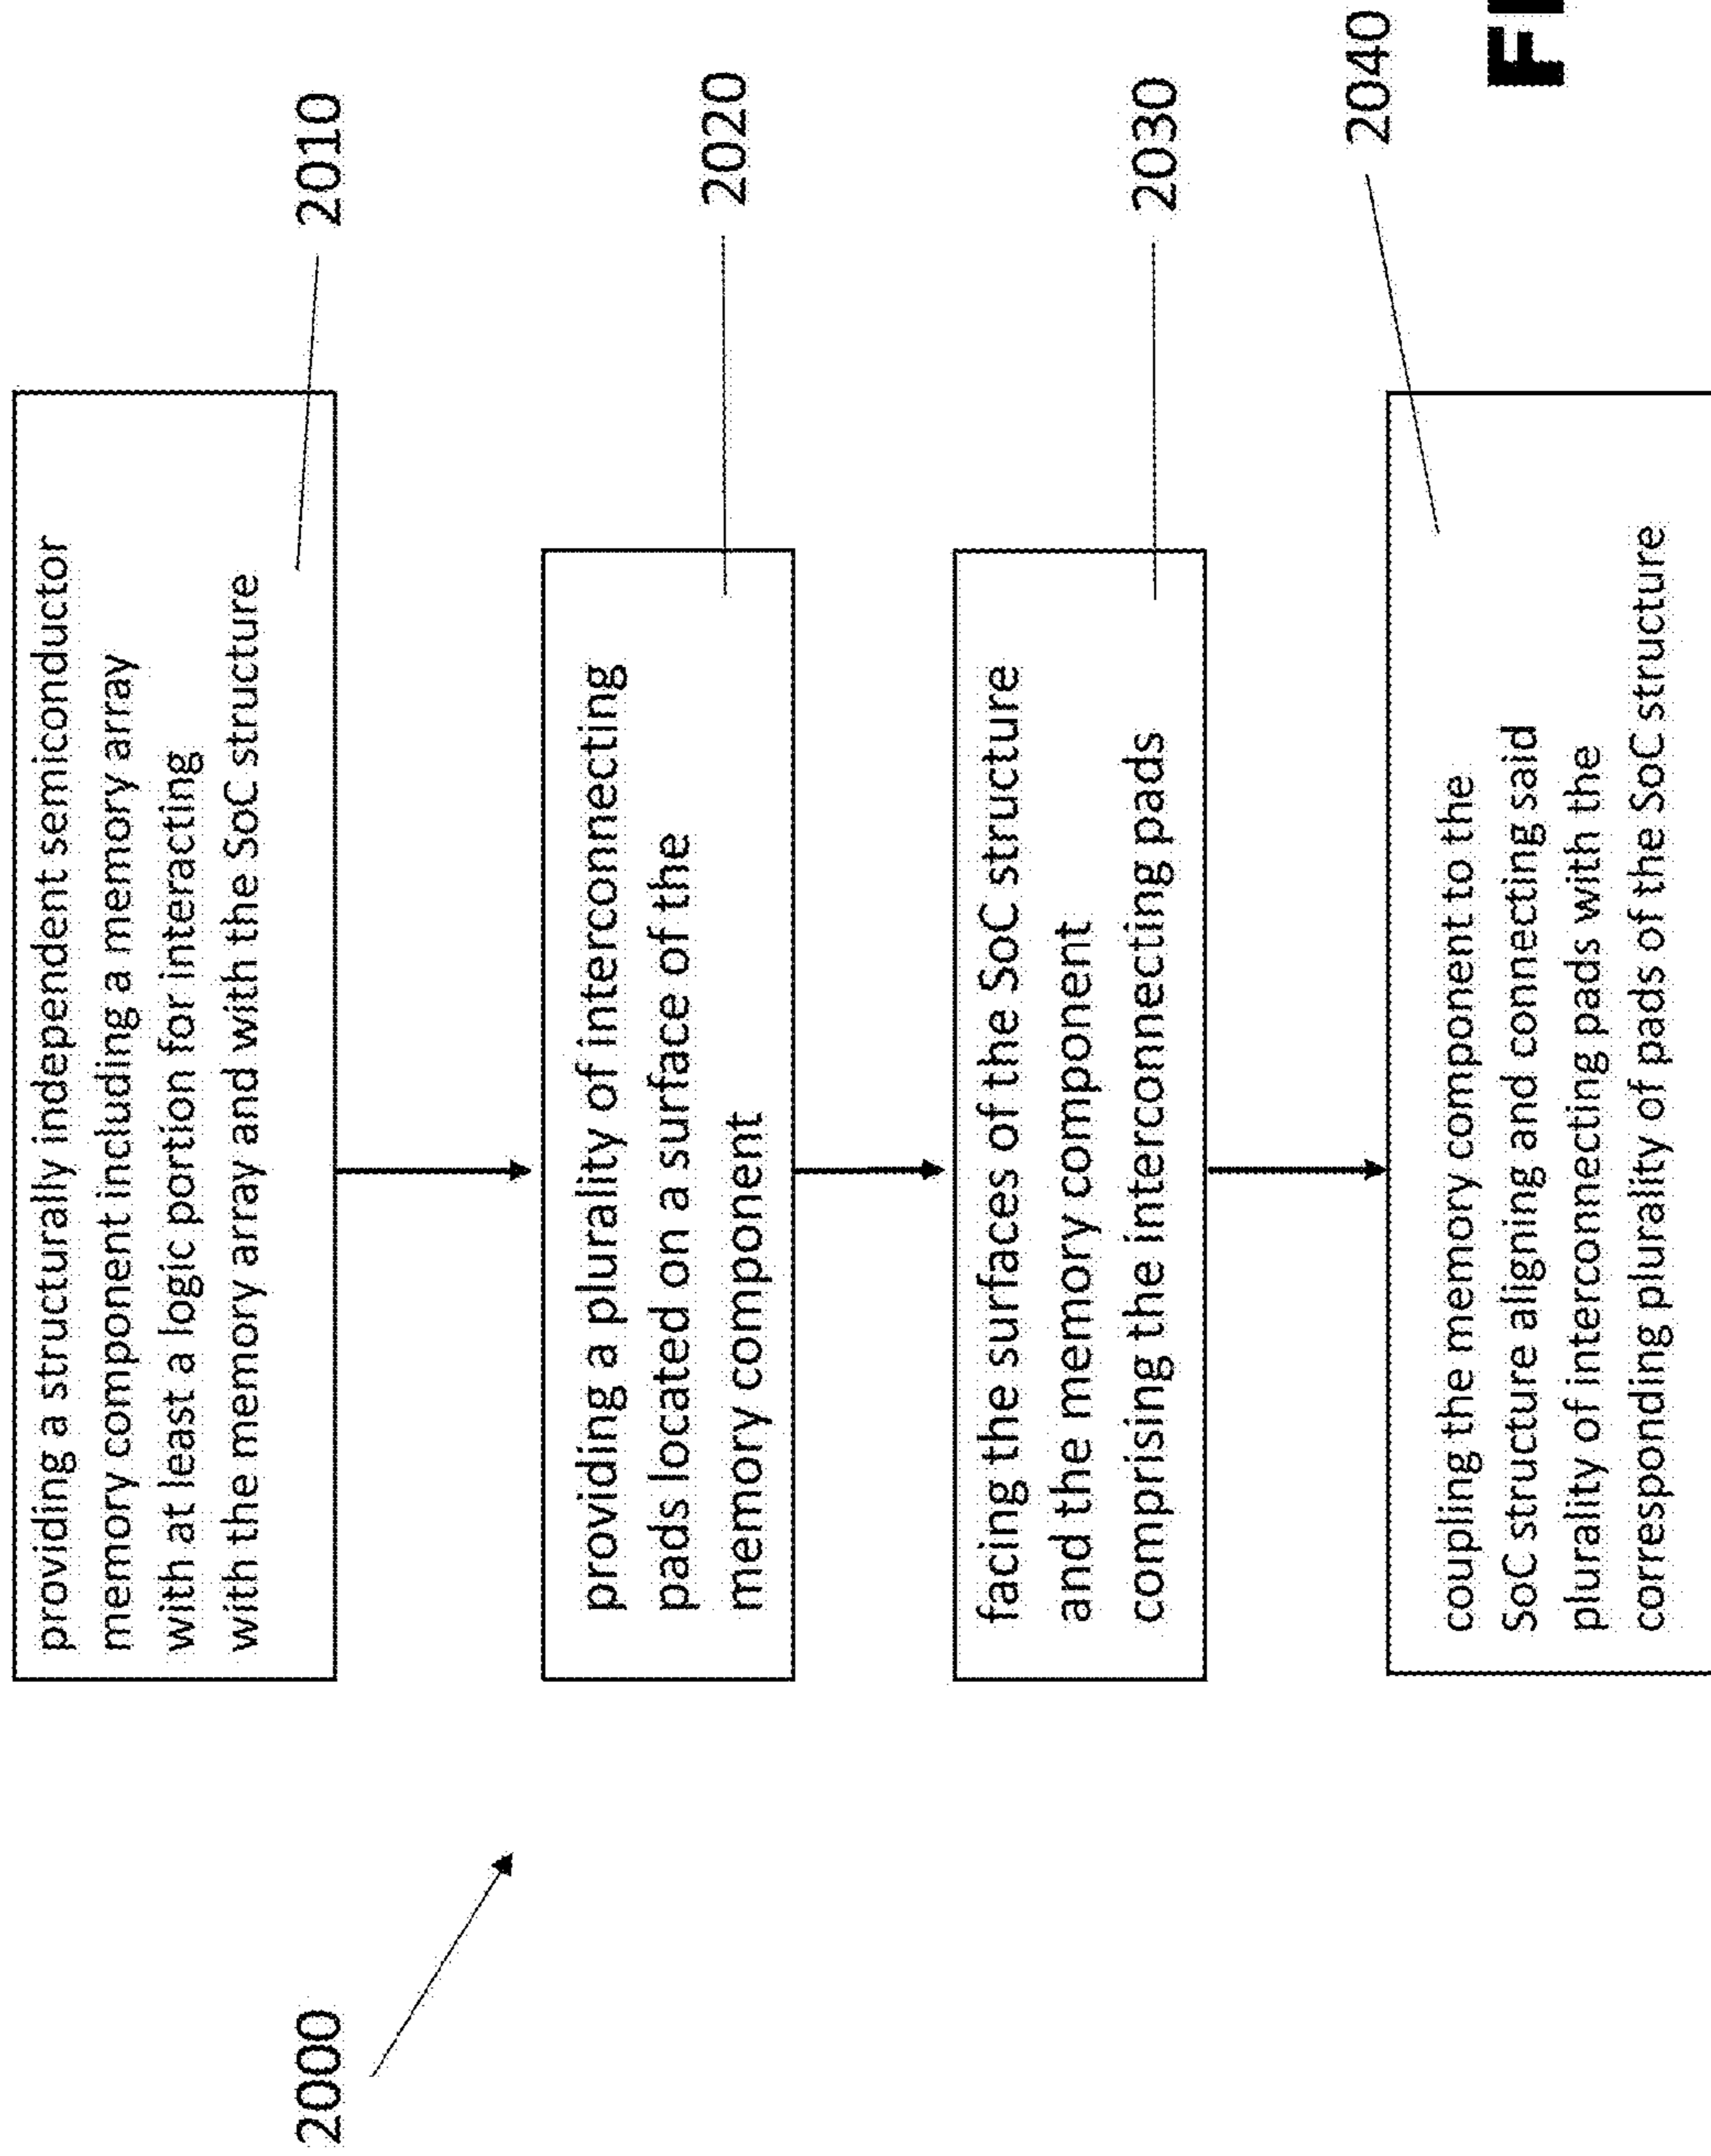 2000
providing a structurally independent semiconductor
memory component including a memory array
with at least a logic portion for interacting
with the memory array and with the SoC structure
2010
providing a plurality of interconnecting
pads located on a surface of the
memory component
2020
facing the surfaces of the SoC structure
and the memory component
comprising the interconnecting pads
2030
coupling the memory component to the
SoC structure aligning and connecting said
plurality of interconnecting pads with the
corresponding plurality of pads of the SoC structure
2040